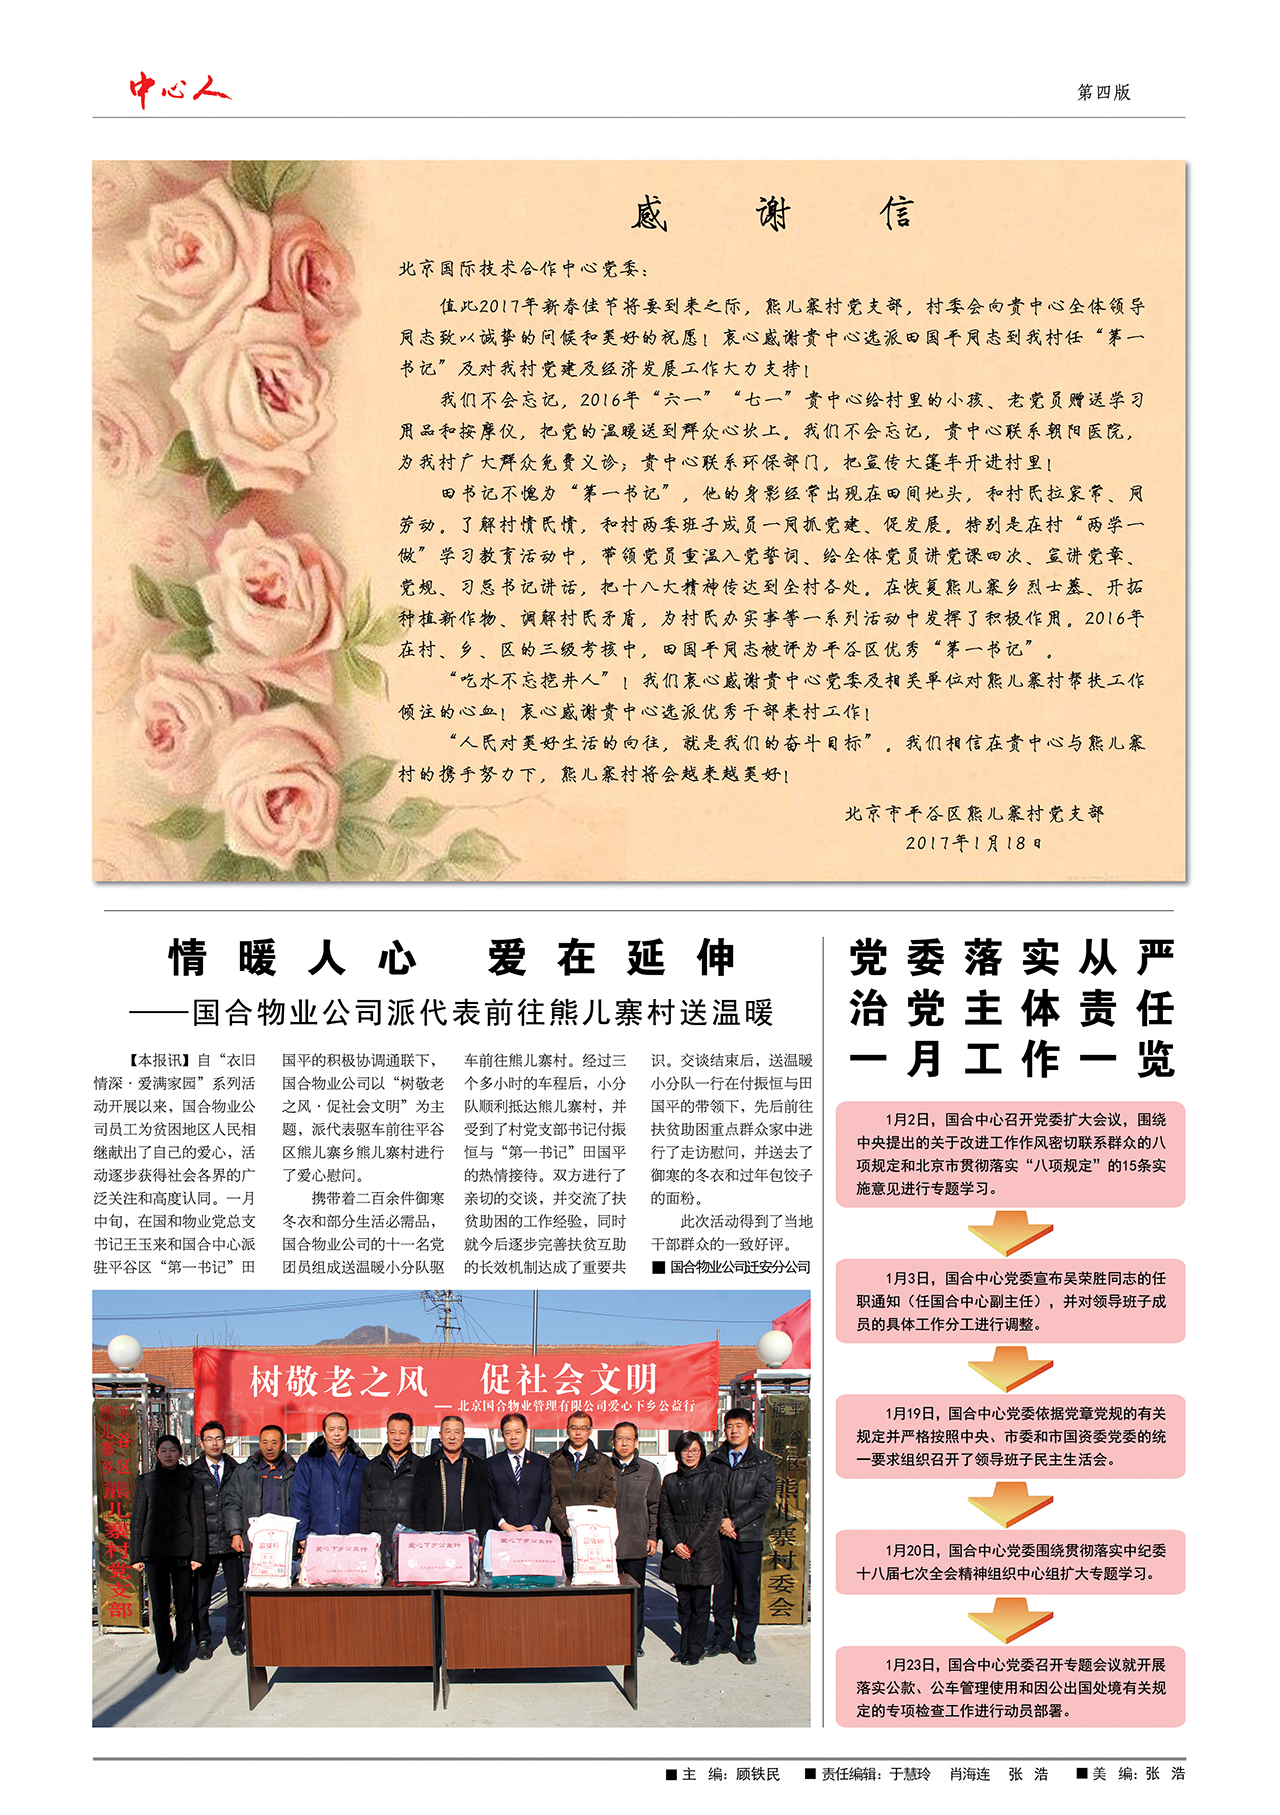 中心人
第四版
感 谢 信
北京国际技术合作中心党委：
值此2017年新春佳节将要到来之际，熊儿寨村党支部，村委会向贵中心全体领导
同志致以诚挚的问候和美好的祝愿！衷心感谢贵中心选派田国平同志到我村任“第一
书记”及对我村党建及经济发展工作大力支持！
我们不会忘记，2016年“六一”“七一”贵中心给村里的小孩、老党员赠送学习
用品和按摩仪，把党的温暖送到群众心坎上。我们不会忘记，贵中心联系朝阳医院，
为我村广大群众免费义诊；贵中心联系环保部门，把宣传大篷车开进村里！
田书记不愧为“第一书记”，他的身影经常出现在田间地头，和村民拉家常、同
劳动。了解村情民情，和村两委班子成员一同抓党建、促发展。特别是在村“两学一
做”学习教育活动中，带领党员重温入党誓词、给全体党员讲党课四次、宣讲党章、
党规、习总书记讲话，把十八大精神传达到全村各处。在恢复熊儿寨乡烈士墓、开拓
种植新作物、调解村民矛盾，为村民办实事等一系列活动中发挥了积极作用。2016年
在村、乡、区的三级考核中，田国平同志被评为平谷区优秀“第一书记”。
“吃水不忘挖井人”！我们衷心感谢贵中心党委及相关单位对熊儿寨村帮扶工作
倾注的心血！衷心感谢贵中心选派优秀干部来村工作！
“人民对美好生活的向往，就是我们的奋斗目标”。我们相信在贵中心与熊儿寨
村的携手努力下，熊儿寨村将会越来越美好！
北京市平谷区熊儿寨村党支部
2017年1月18日
情暖人心 爱在延伸
——国合物业公司派代表前往熊儿寨村送温暖
【本报讯】自“衣旧
情深·爱满家园”系列活
动开展以来，国合物业公
司员工为贫困地区人民相
继献出了自己的爱心，活
动逐步获得社会各界的广
泛关注和高度认同。一月
中旬，在国和物业党总支
书记王玉来和国合中心派
驻平谷区“第一书记”田
国平的积极协调通联下，
国合物业公司以“树敬老
之风·促社会文明”为主
题，派代表驱车前往平谷
区熊儿寨乡熊儿寨村进行
了爱心慰问。
携带着二百余件御寒
冬衣和部分生活必需品，
国合物业公司的十一名党
团员组成送温暖小分队驱
车前往熊儿寨村。经过三
个多小时的车程后，小分
队顺利抵达熊儿寨村，并
受到了村党支部书记付振
恒与“第一书记”田国平
的热情接待。双方进行了
亲切的交谈，并交流了扶
贫助困的工作经验，同时
就今后逐步完善扶贫互助
的长效机制达成了重要共
识。交谈结束后，送温暖
小分队一行在付振恒与田
国平的带领下，先后前往
扶贫助困重点群众家中进
行了走访慰问，并送去了
御寒的冬衣和过年包饺子
的面粉。
此次活动得到了当地
干部群众的一致好评。
■ 国合物业公司迁安分公司
树敬老之风 促社会文明
—— 北京国合物业管理有限公司爱心下乡公益行
平谷区
熊儿寨乡
熊儿寨村党支部
平谷区
熊儿寨乡
熊儿寨村委会
富强粉
爱心下乡公益行
爱心下乡公益行
爱心下乡公益行
党委落实从严
治党主体责任
一月工作一览
1月2日，国合中心召开党委扩大会议，围绕
中央提出的关于改进工作作风密切联系群众的八
项规定和北京市贯彻落实“八项规定”的15条实
施意见进行专题学习。
1月3日，国合中心党委宣布吴荣胜同志的任
职通知（任国合中心副主任），并对领导班子成
员的具体工作分工进行调整。
1月19日，国合中心党委依据党章党规的有关
规定并严格按照中央、市委和市国资委党委的统
一要求组织召开了领导班子民主生活会。
1月20日，国合中心党委围绕贯彻落实中纪委
十八届七次全会精神组织中心组扩大专题学习。
1月23日，国合中心党委召开专题会议就开展
落实公款、公车管理使用和因公出国处境有关规
定的专项检查工作进行动员部署。
■ 主 编：顾铁民 ■ 责任编辑：于慧玲 肖海连 张 浩 ■ 美 编：张 浩